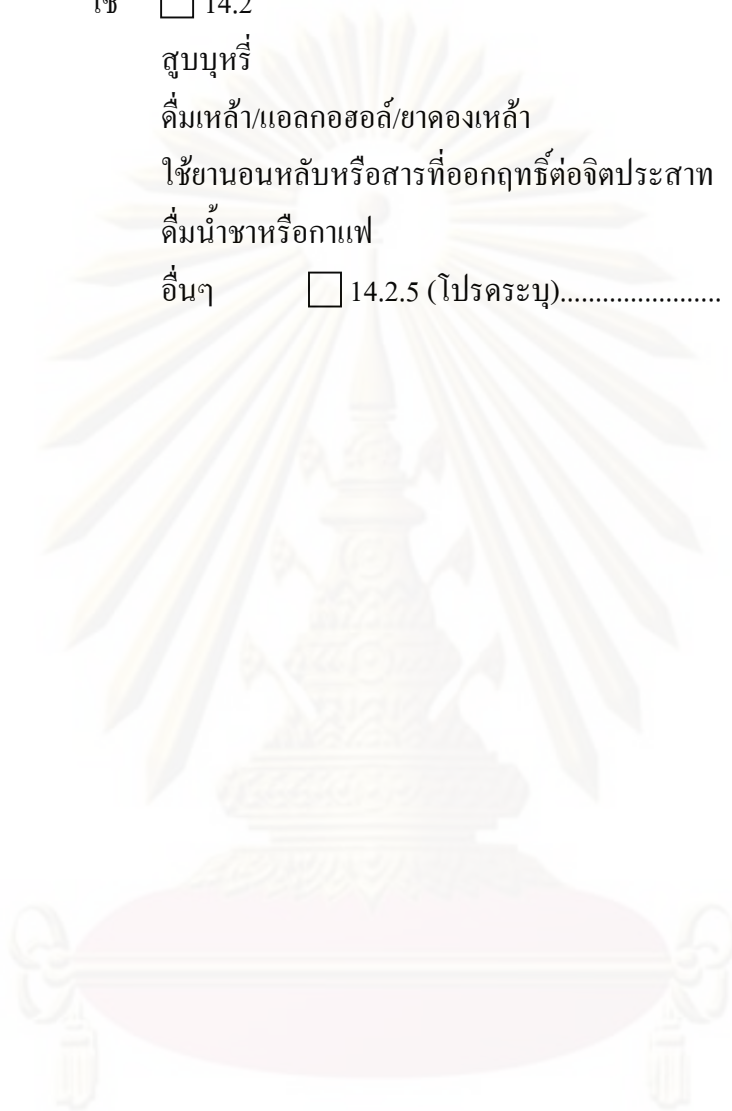 ใช้ ☐ 14.2
สูบบุหรี่
ดื่มเหล้า/แอลกอฮอล์/ยาดองเหล้า
ใช้ยานอนหลับหรือสารที่ออกฤทธิ์ต่อจิตประสาท
ดื่มน้ำชาหรือกาแฟ
อื่นๆ ☐ 14.2.5 (โปรดระบุ).......................